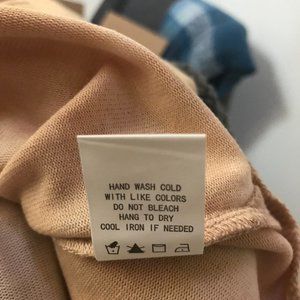 HAND WASH COLD
WITH LIKE COLORS
DO NOT BLEACH
HANG TO DRY
COOL IRON IF NEEDED